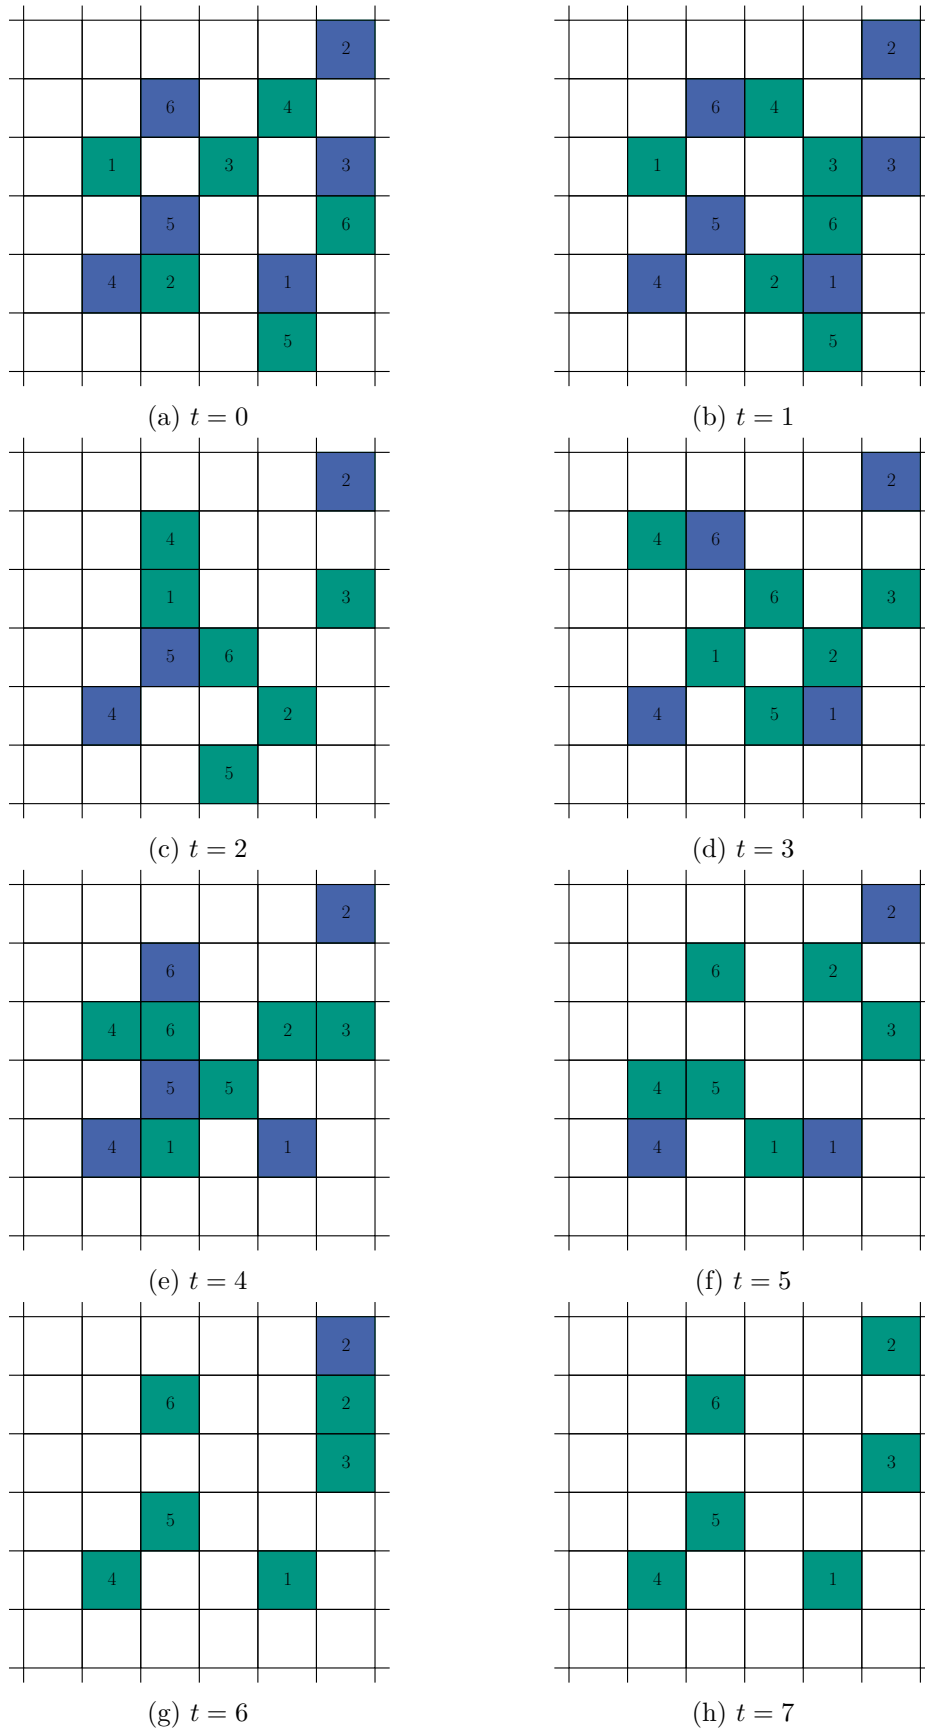 2 2
6 4 6 4
1 3 3 1 3 3
5 6 5 6
4 2 1 4 2 1
5 5
(a) t = 0 (b) t = 1
2 2
4 4 6
1 3 6 3
5 6 1 2
4 2 4 5 1
5
(c) t = 2 (d) t = 3
2 2
6 6 2
4 6 2 3 3
5 5 4 5
4 1 1 4 1 1
(e) t = 4 (f) t = 5
2 2
6 2 6
3 3
5 5
4 1 4 1
(g) t = 6 (h) t = 7